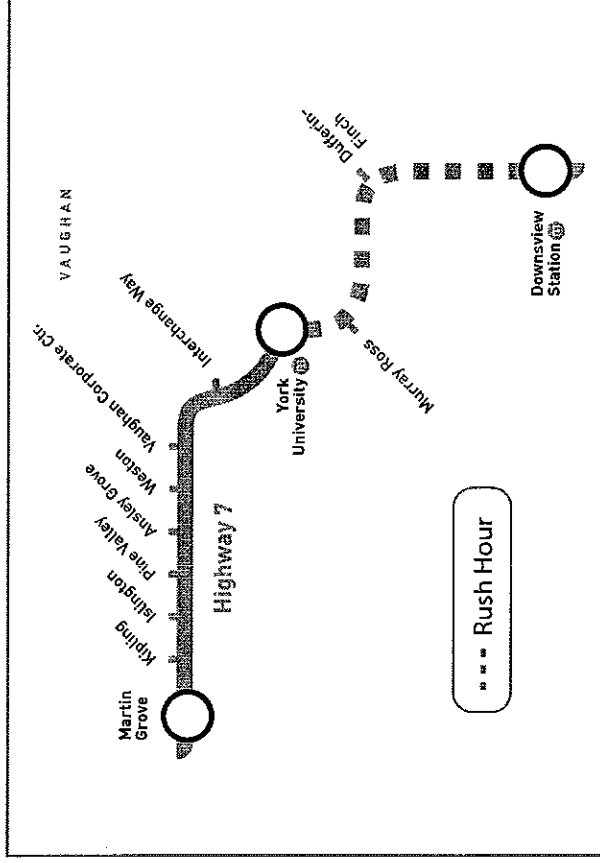 VAUGHAN
Martin
Grove
Kipling
Islington
Pine Valley
Ansley Grove
Weston
Vaughan Corporate Ctr.
Interchange Way
Highway 7
York
University
Murray Ross
Dufferin-
Finch
Downsview
Station
Rush Hour